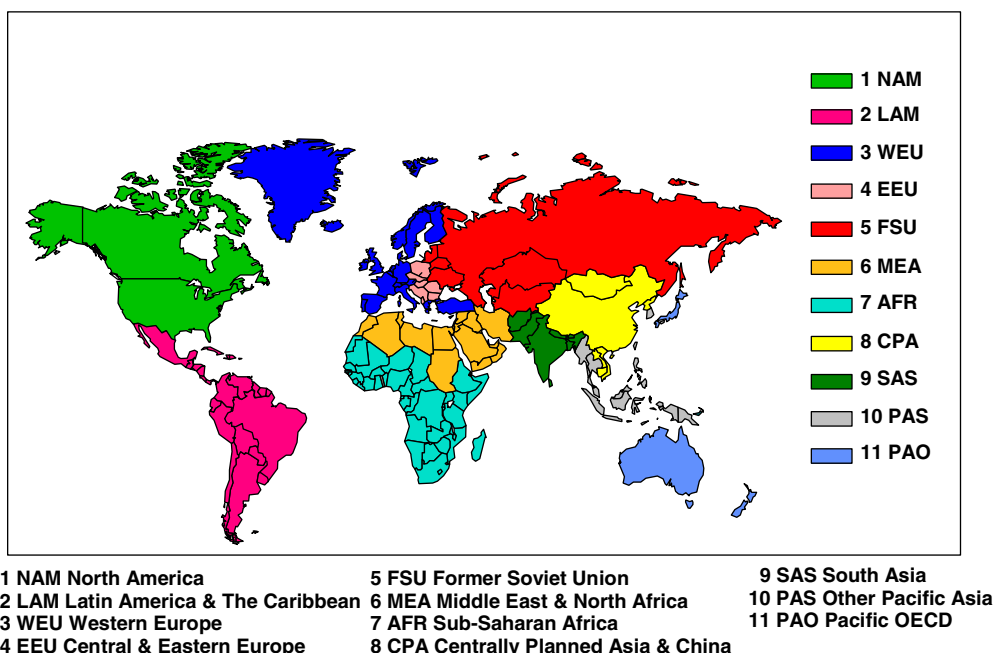 1 NAM
2 LAM
3 WEU
4 EEU
5 FSU
6 MEA
7 AFR
8 CPA
9 SAS
10 PAS
11 PAO
1 NAM North America
2 LAM Latin America & The Caribbean
3 WEU Western Europe
4 EEU Central & Eastern Europe
5 FSU Former Soviet Union
6 MEA Middle East & North Africa
7 AFR Sub-Saharan Africa
8 CPA Centrally Planned Asia & China
9 SAS South Asia
10 PAS Other Pacific Asia
11 PAO Pacific OECD